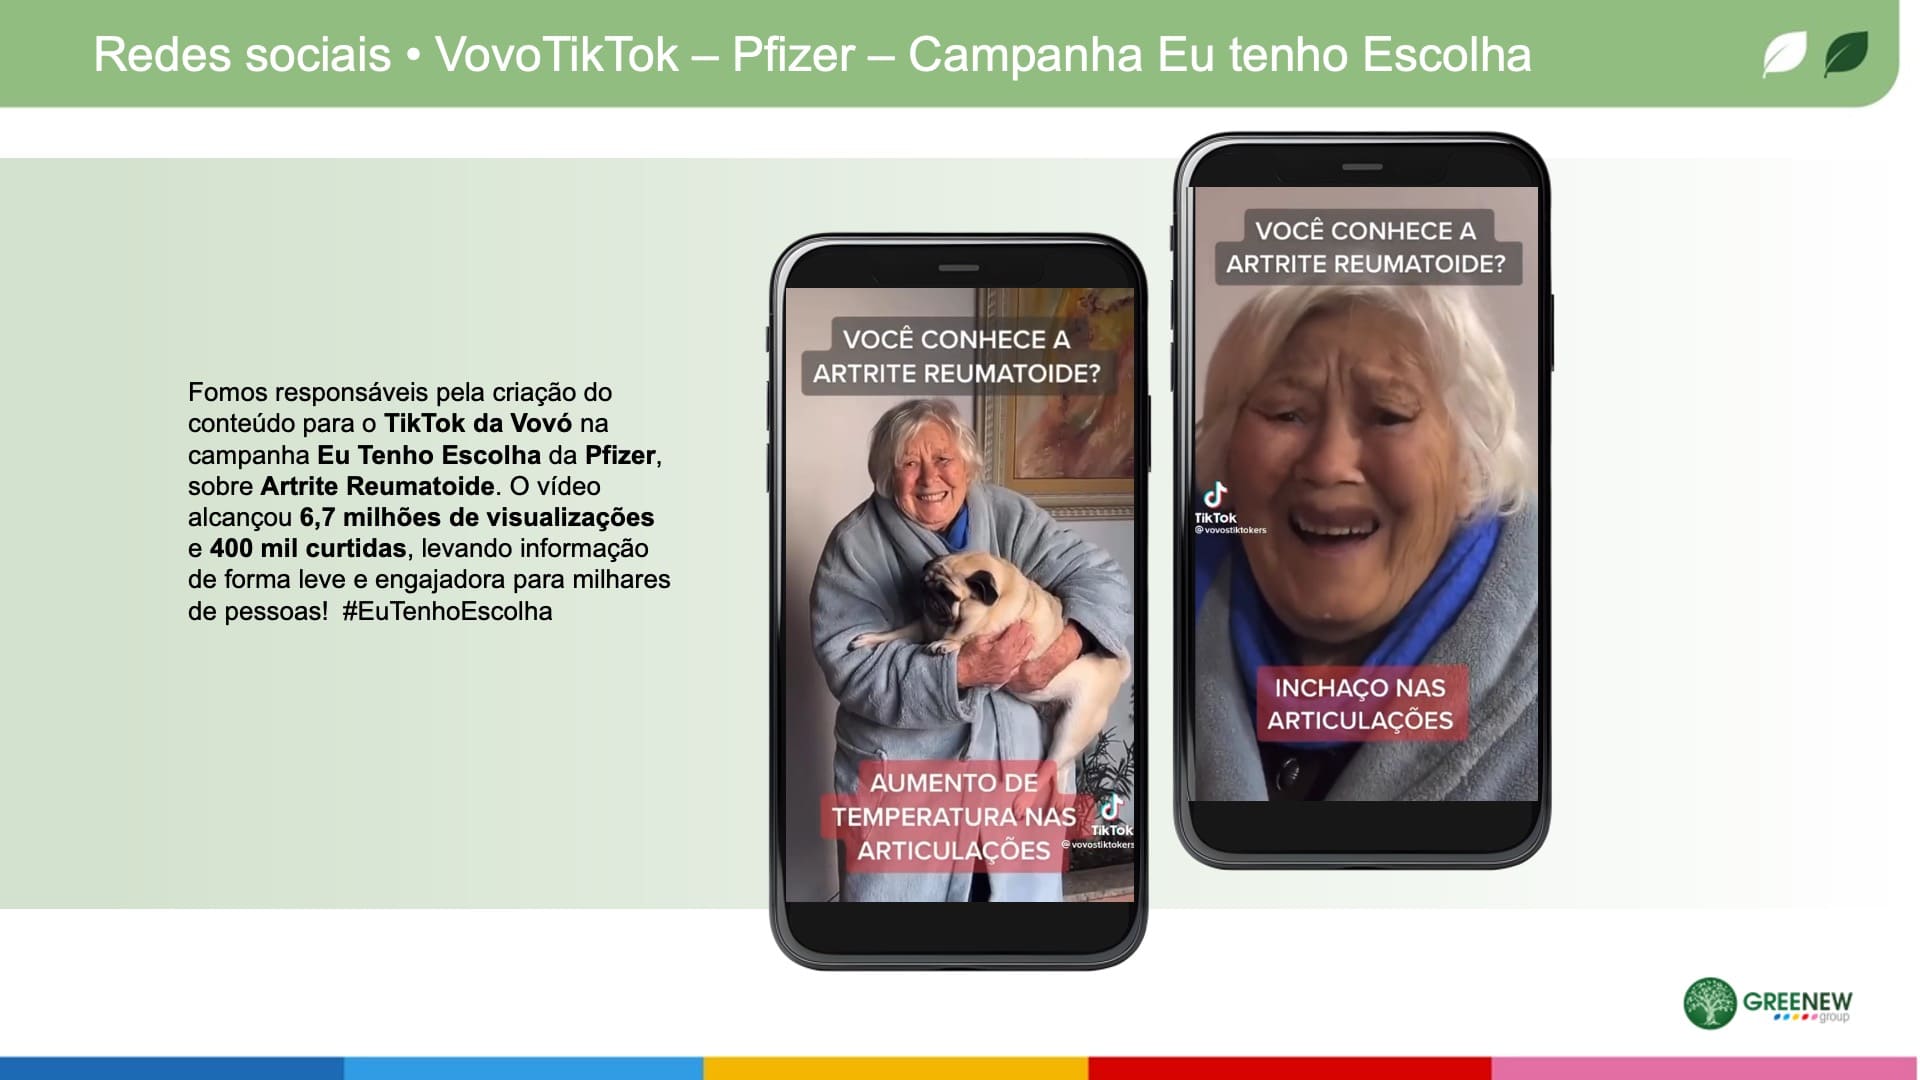 Redes sociais • VovoTikTok – Pfizer – Campanha Eu tenho Escolha
Fomos responsáveis pela criação do
conteúdo para o TikTok da Vovó na
campanha Eu Tenho Escolha da Pfizer,
sobre Artrite Reumatoide. O vídeo
alcançou 6,7 milhões de visualizações
e 400 mil curtidas, levando informação
de forma leve e engajadora para milhares
de pessoas!  #EuTenhoEscolha
VOCÊ CONHECE A
ARTRITE REUMATOIDE?
AUMENTO DE
TEMPERATURA NAS
ARTICULAÇÕES
TikTok
@vovostiktokers
VOCÊ CONHECE A
ARTRITE REUMATOIDE?
TikTok
@vovostiktokers
INCHAÇO NAS
ARTICULAÇÕES
GREENEW
group